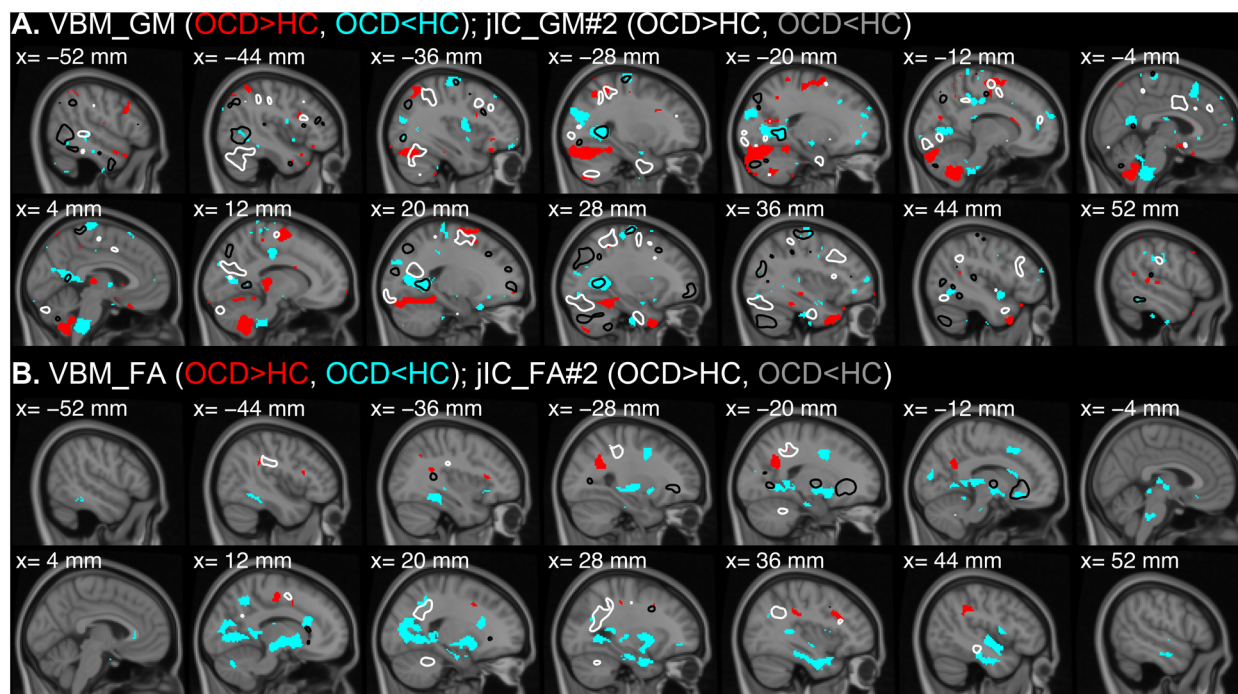 A. VBM_GM (OCD>HC, OCD<HC); jIC_GM#2 (OCD>HC, OCD<HC)
x= −52 mm x= −44 mm x= −36 mm x= −28 mm x= −20 mm x= −12 mm x= −4 mm
x= 4 mm x= 12 mm x= 20 mm x= 28 mm x= 36 mm x= 44 mm x= 52 mm
B. VBM_FA (OCD>HC, OCD<HC); jIC_FA#2 (OCD>HC, OCD<HC)
x= −52 mm x= −44 mm x= −36 mm x= −28 mm x= −20 mm x= −12 mm x= −4 mm
x= 4 mm x= 12 mm x= 20 mm x= 28 mm x= 36 mm x= 44 mm x= 52 mm